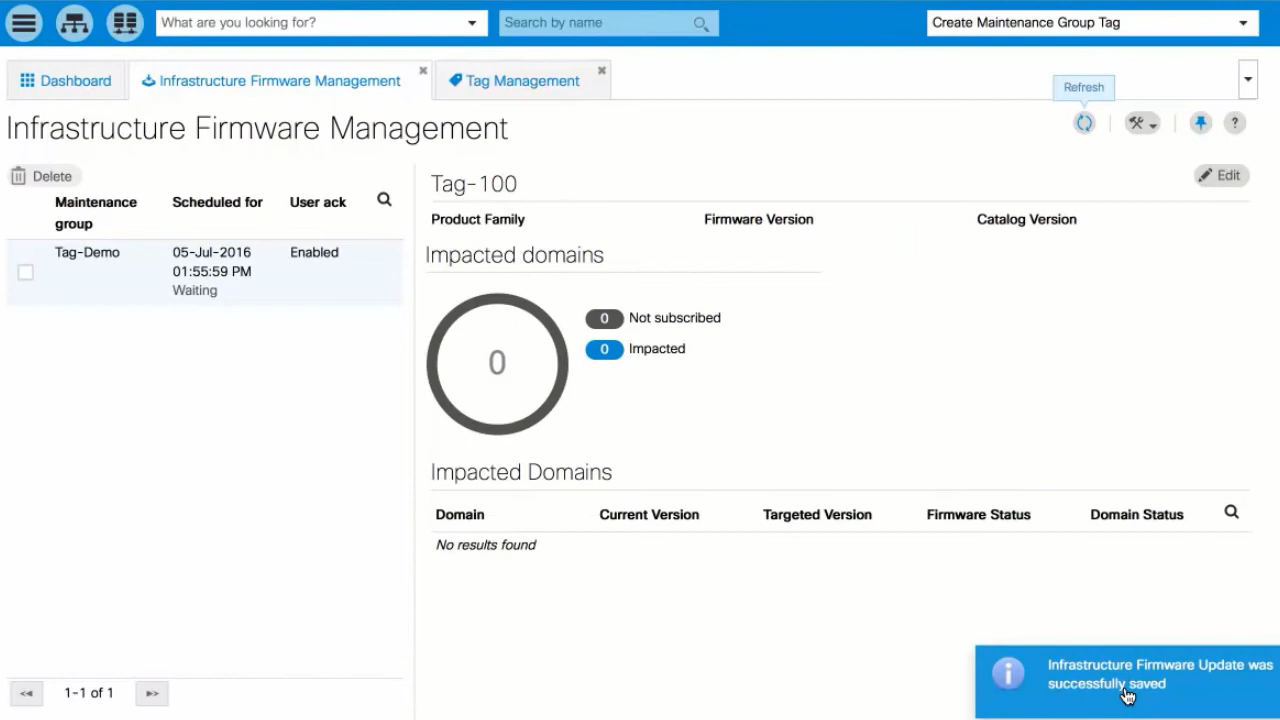 What are you looking for?
Search by name
Create Maintenance Group Tag
Dashboard
Infrastructure Firmware Management
Tag Management
Refresh
Infrastructure Firmware Management
?
Delete
Maintenance group
Scheduled for
User ack
Tag-Demo
05-Jul-2016
01:55:59 PM
Waiting
Enabled
1-1 of 1
Tag-100
Edit
Product Family
Firmware Version
Catalog Version
Impacted domains
0
0 Not subscribed
0 Impacted
Impacted Domains
Domain
Current Version
Targeted Version
Firmware Status
Domain Status
No results found
i
Infrastructure Firmware Update was
successfully saved